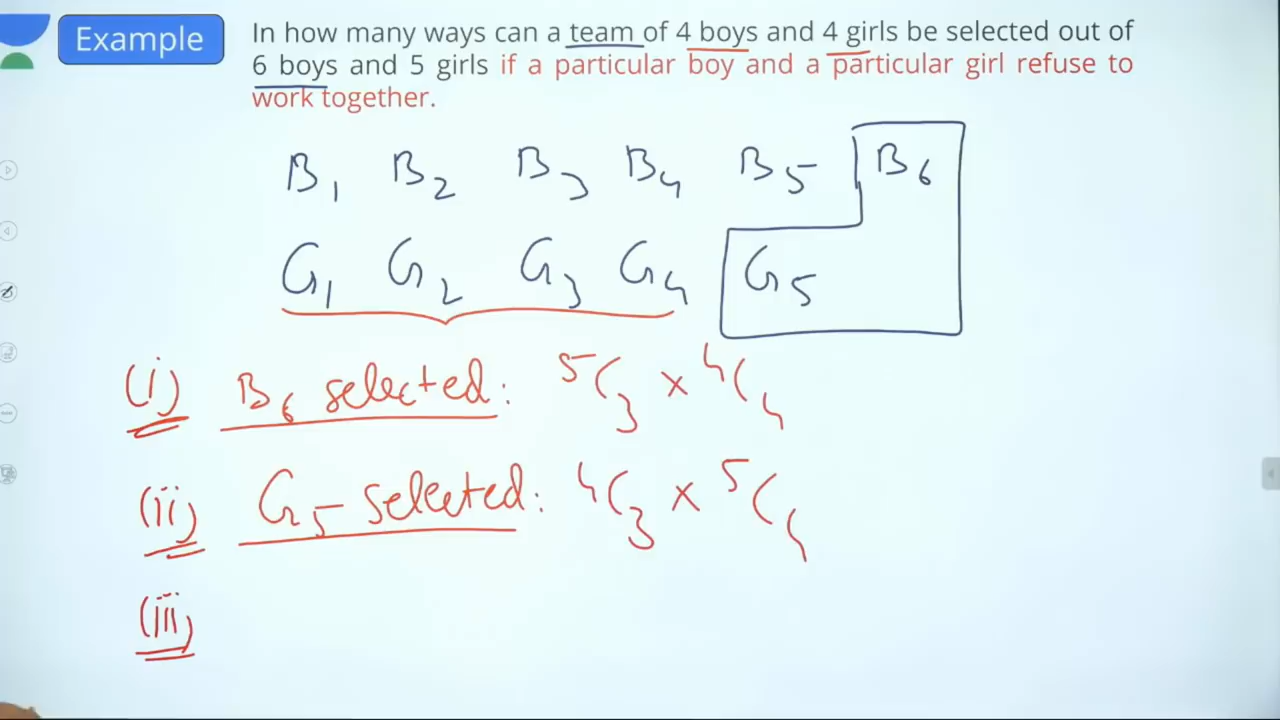 Example
In how many ways can a team of 4 boys and 4 girls be selected out of
6 boys and 5 girls if a particular boy and a particular girl refuse to
work together.
B₁ B₂ B₃ B₄ B₅ B₆
G₁ G₂ G₃ G₄ G₅
(i) B₆ selected: ⁵C₃ × ⁴C₄
(ii) G₅ - selected: ⁴C₃ × ⁵C₄
(iii)